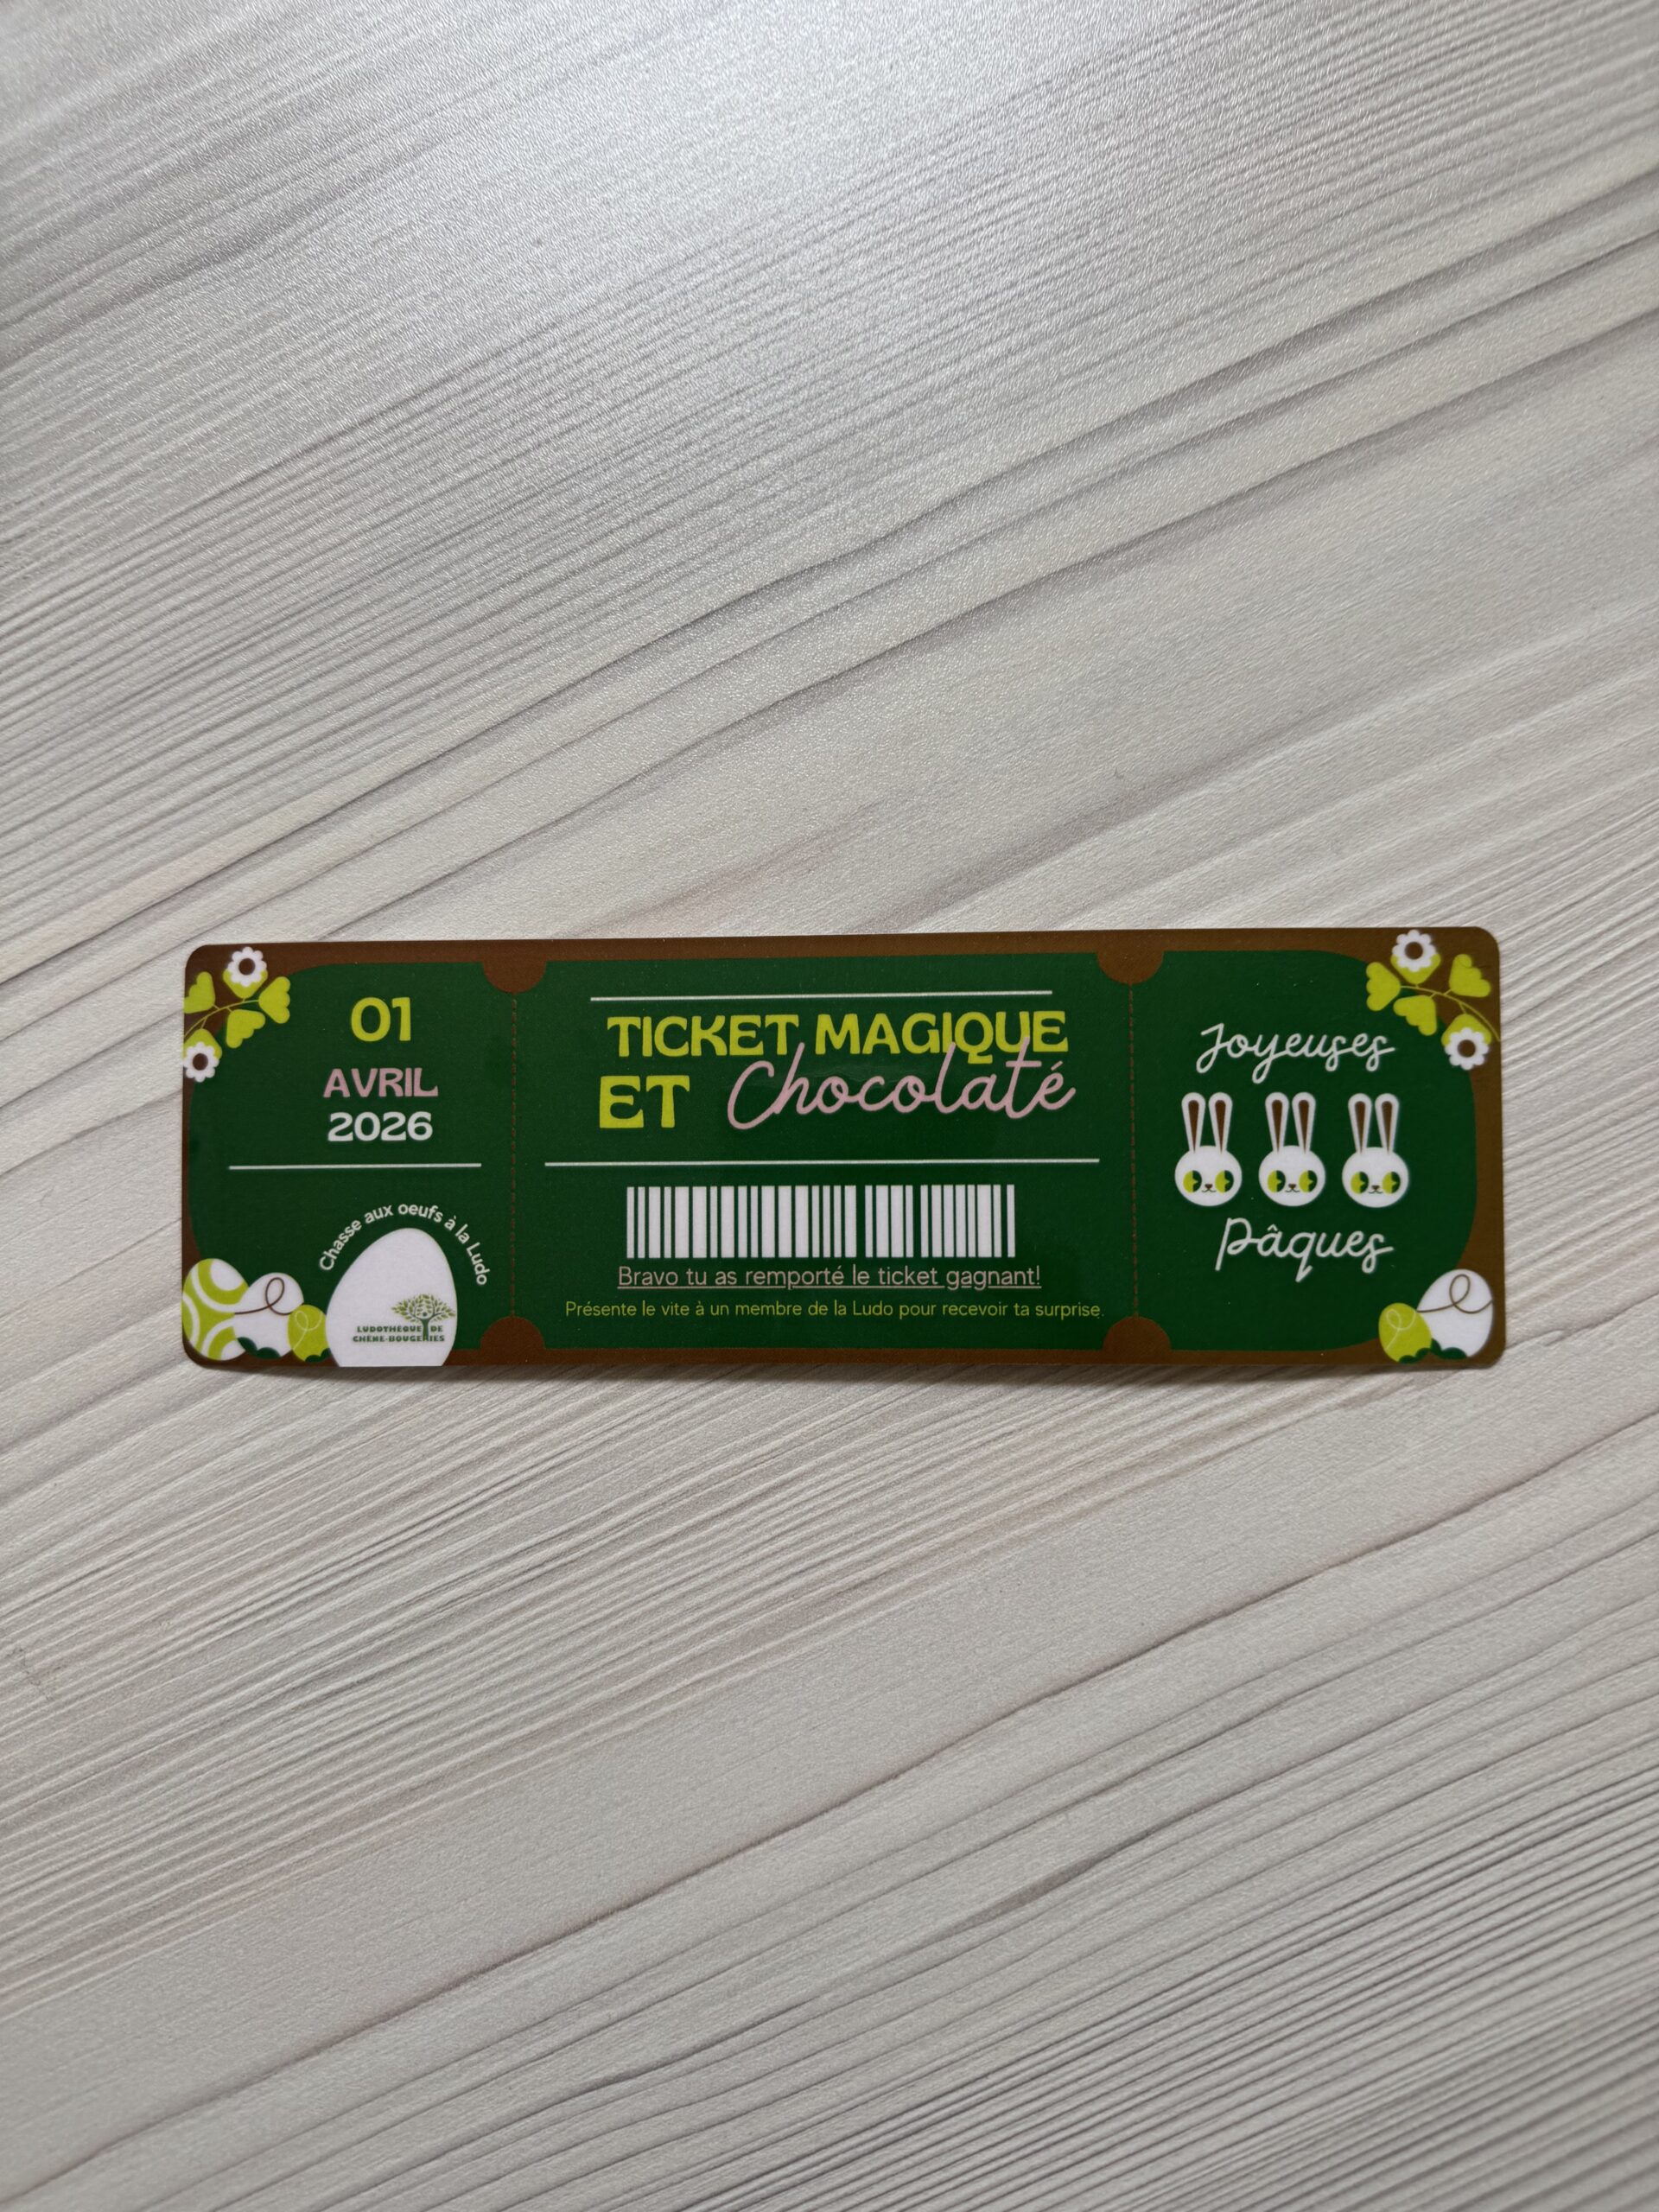 01
AVRIL
2026
Chasse aux oeufs à la Ludo
LUDOTHÈQUE DE
CHÊNE-BOUGERIES
TICKET MAGIQUE
ET Chocolaté
Bravo tu as remporté le ticket gagnant!
Présente le vite à un membre de la Ludo pour recevoir ta surprise.
Joyeuses
Pâques